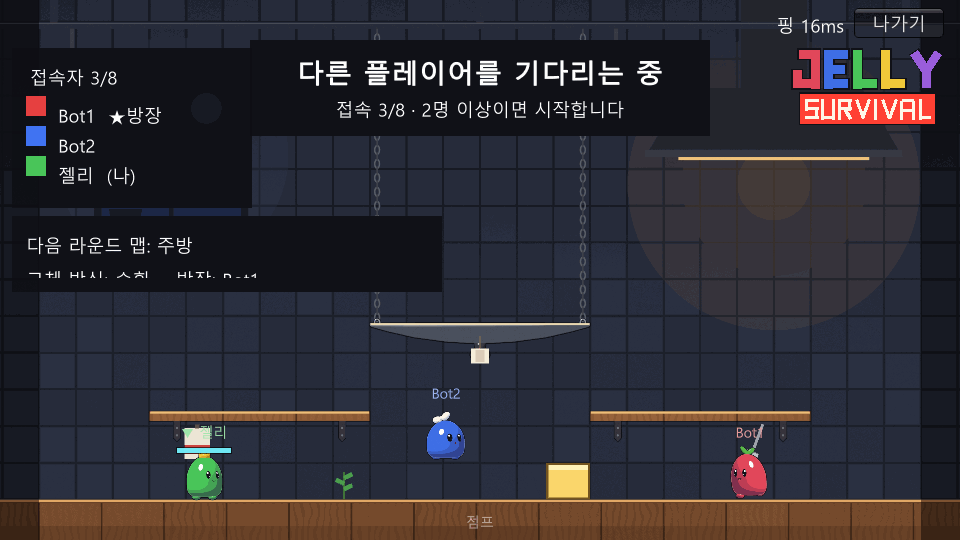 핑 16ms
나가기
JELLY
SURVIVAL
다른 플레이어를 기다리는 중
접속 3/8 · 2명 이상이면 시작합니다
접속자 3/8
Bot1 ★방장
Bot2
젤리 (나)
다음 라운드 맵: 주방
Bot2
젤리
Bot1
점프